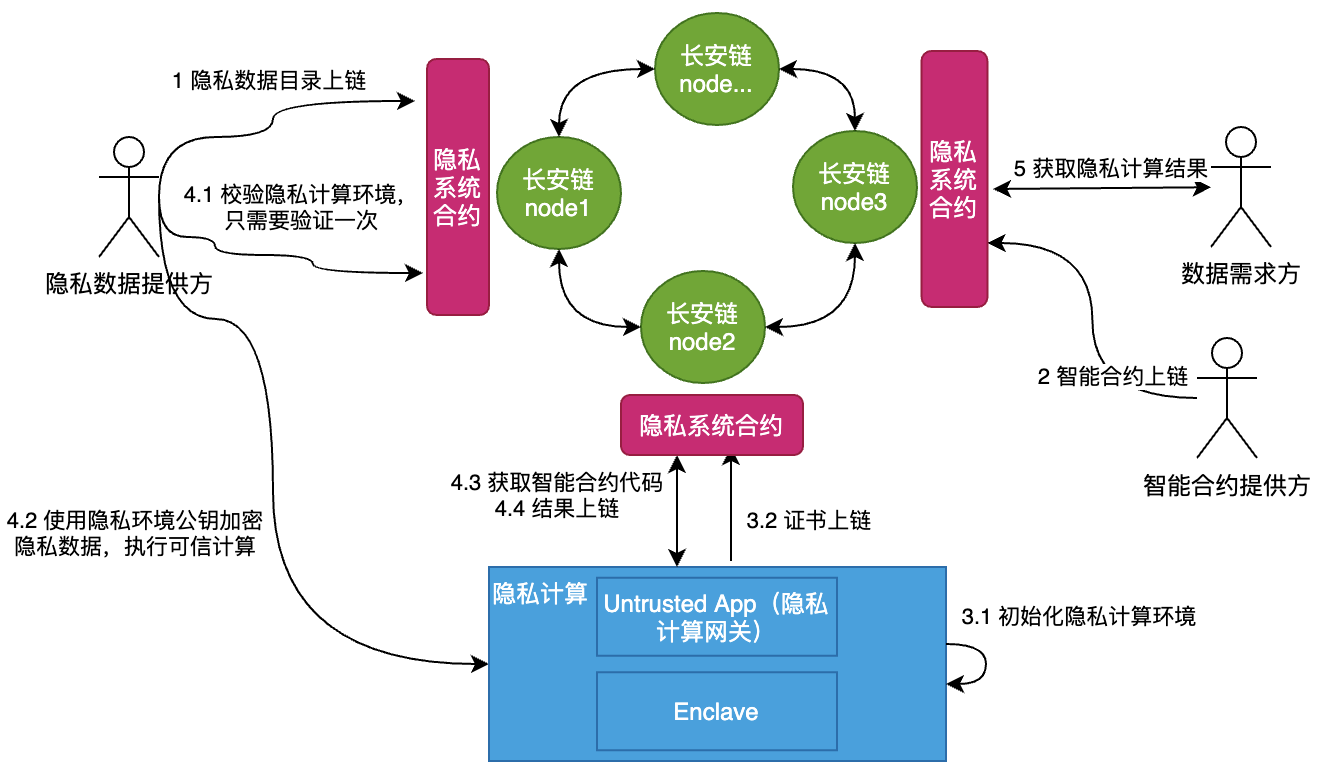 长安链
node...
1 隐私数据目录上链
隐私
系统
合约
隐私
系统
合约
长安链
node1
长安链
node3
4.1 校验隐私计算环境，
只需要验证一次
5 获取隐私计算结果
隐私数据提供方
数据需求方
长安链
node2
2 智能合约上链
隐私系统合约
智能合约提供方
4.3 获取智能合约代码
4.4 结果上链
3.2 证书上链
4.2 使用隐私环境公钥加密
隐私数据，执行可信计算
隐私计算
Untrusted App（隐私
计算网关）
3.1 初始化隐私计算环境
Enclave